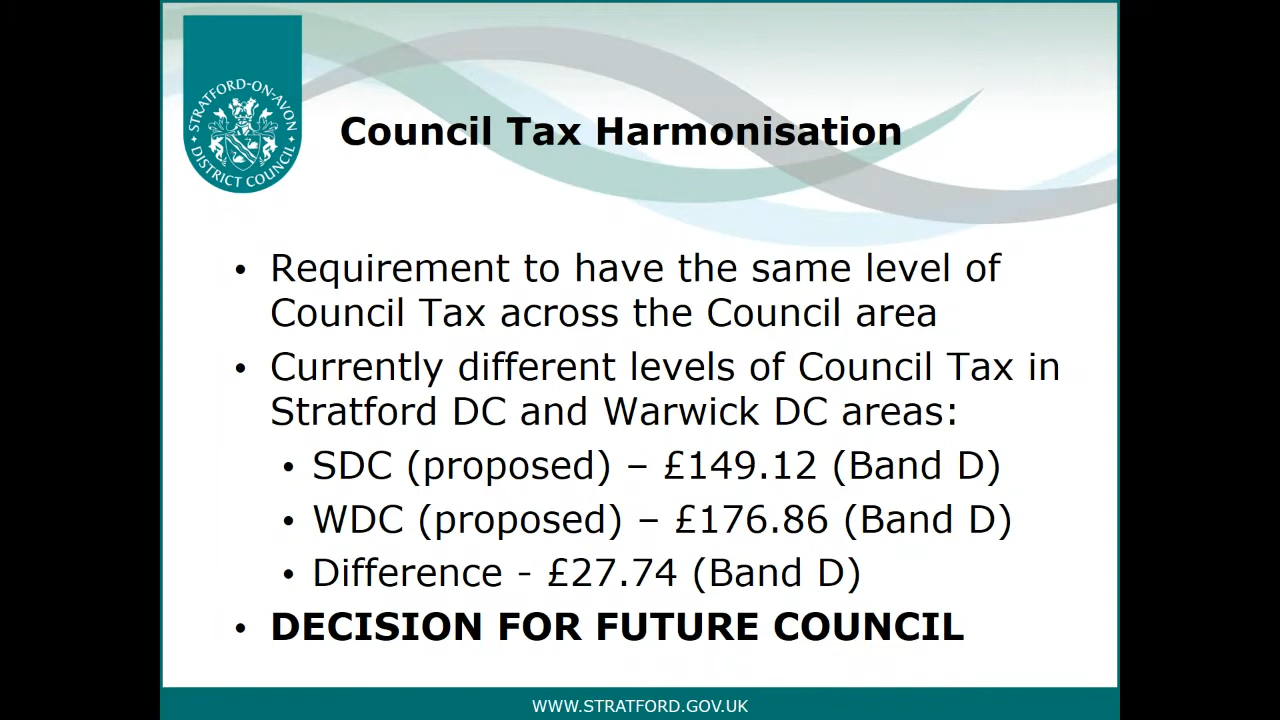 STRATFORD-ON-AVON
DISTRICT COUNCIL
Council Tax Harmonisation
• Requirement to have the same level of
Council Tax across the Council area
• Currently different levels of Council Tax in
Stratford DC and Warwick DC areas:
• SDC (proposed) – £149.12 (Band D)
• WDC (proposed) – £176.86 (Band D)
• Difference - £27.74 (Band D)
• DECISION FOR FUTURE COUNCIL
WWW.STRATFORD.GOV.UK